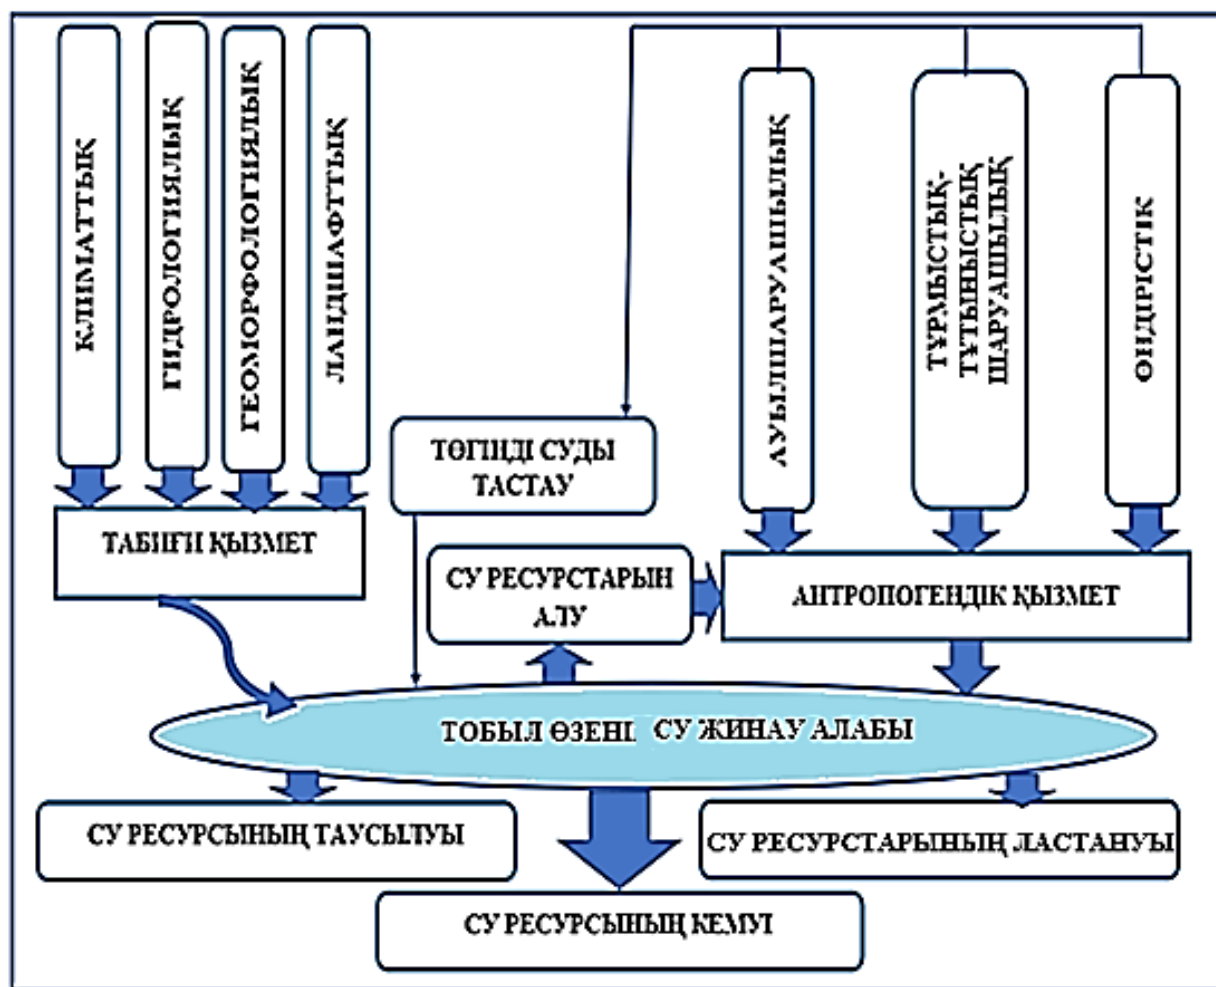 КЛИМАТТЫҚ
ГИДРОЛОГИЯЛЫҚ
ГЕОМОРФОЛОГИЯЛЫҚ
ЛАНДШАФТТЫҚ
АУЫЛШАРУАШЫЛЫҚ
ТҰРМЫСТЫҚ-
ТҰТЫНЫСТЫҚ
ШАРУАШЫЛЫҚ
ӨНДІРІСТІК
ТӨГІНДІ СУДЫ
ТАСТАУ
ТАБИҒИ ҚЫЗМЕТ
СУ РЕСУРСТАРЫН
АЛУ
АНТРОПОГЕНДІК ҚЫЗМЕТ
ТОБЫЛ ӨЗЕНІ СУ ЖИНАУ АЛАБЫ
СУ РЕСУРСЫНЫҢ ТАУСЫЛУЫ
СУ РЕСУРСТАРЫНЫҢ ЛАСТАНУЫ
СУ РЕСУРСЫНЫҢ КЕМУІ